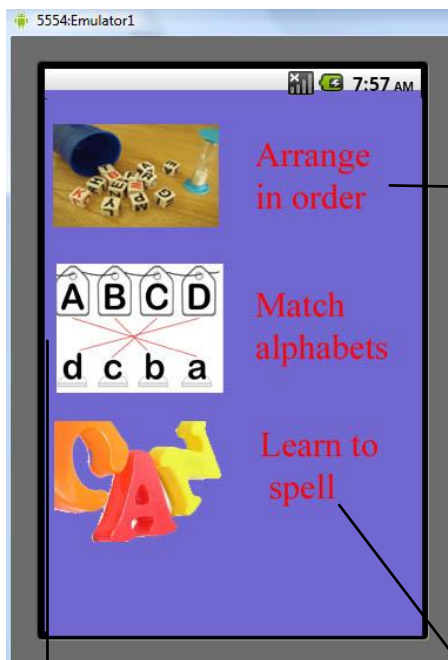 5554:Emulator1
7:57 AM
Arrange
in order
A B C D
Match
alphabets
d c b a
Learn to
spell
C A N